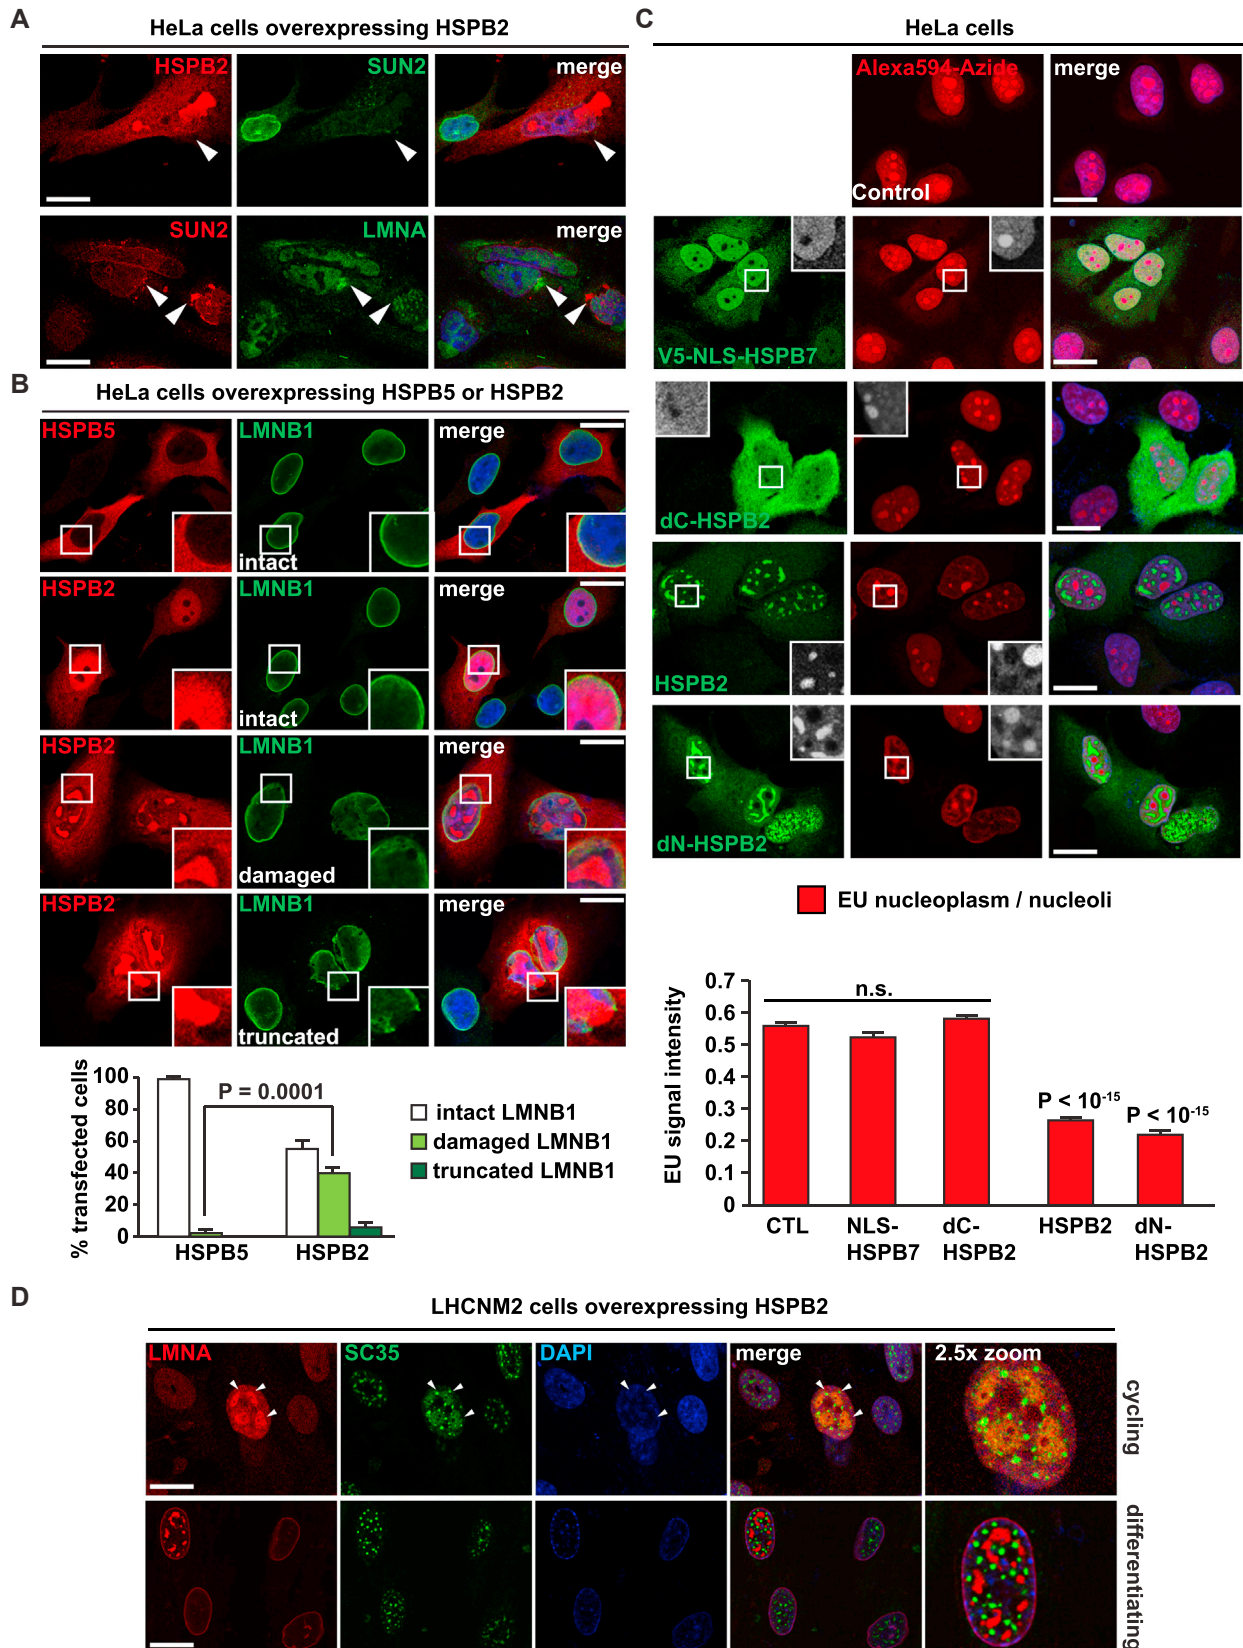 A
HeLa cells overexpressing HSPB2
HSPB2 SUN2 merge
SUN2 LMNA merge
B
HeLa cells overexpressing HSPB5 or HSPB2
HSPB5 LMNB1 merge
intact
HSPB2 LMNB1 merge
intact
HSPB2 LMNB1 merge
damaged
HSPB2 LMNB1 merge
truncated
% transfected cells
100
80
60
40
20
0
P = 0.0001
HSPB5 HSPB2
intact LMNB1
damaged LMNB1
truncated LMNB1
C
HeLa cells
Alexa594-Azide merge
Control
V5-NLS-HSPB7
dC-HSPB2
HSPB2
dN-HSPB2
EU nucleoplasm / nucleoli
EU signal intensity
0.7
0.6
0.5
0.4
0.3
0.2
0.1
0
n.s.
P < 10-15
P < 10-15
CTL NLS- dC- HSPB2 dN-
HSPB7 HSPB2 HSPB2
D
LHCNM2 cells overexpressing HSPB2
LMNA SC35 DAPI merge 2.5x zoom
cycling
differentiating